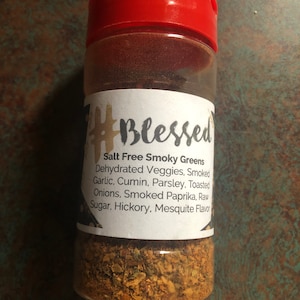 #Blessed
Salt Free Smoky Greens
Dehydrated Veggies, Smoked
Garlic, Cumin, Parsley, Toasted
Onions, Smoked Paprika, Raw
Sugar, Hickory, Mesquite Flavor